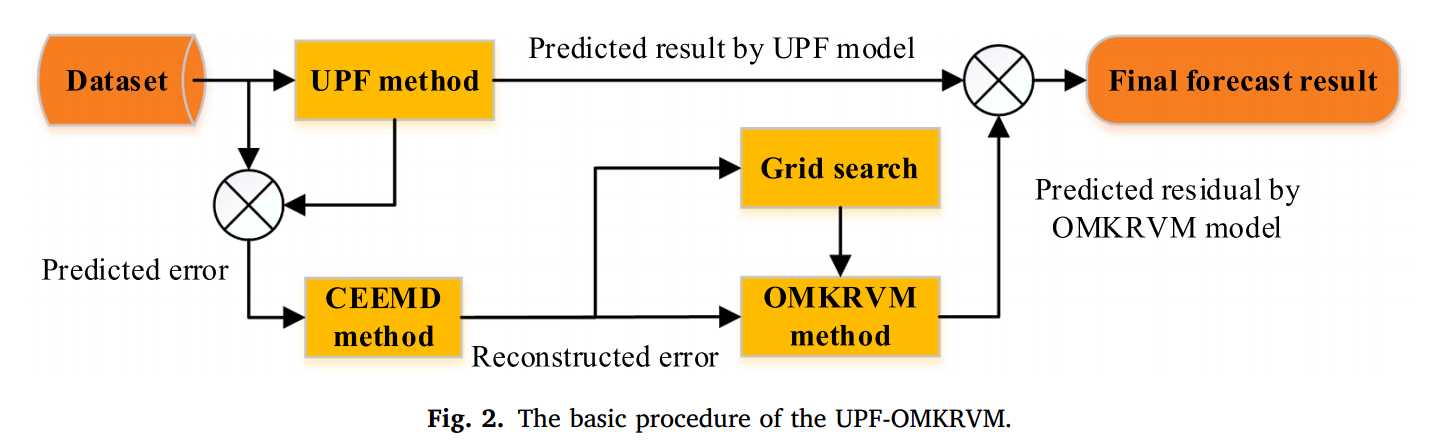 Predicted result by UPF model
Dataset
UPF method
Final forecast result
Grid search
Predicted residual by
OMKRVM model
Predicted error
CEEMD
method
OMKRVM
method
Reconstructed error
Fig. 2. The basic procedure of the UPF-OMKRVM.